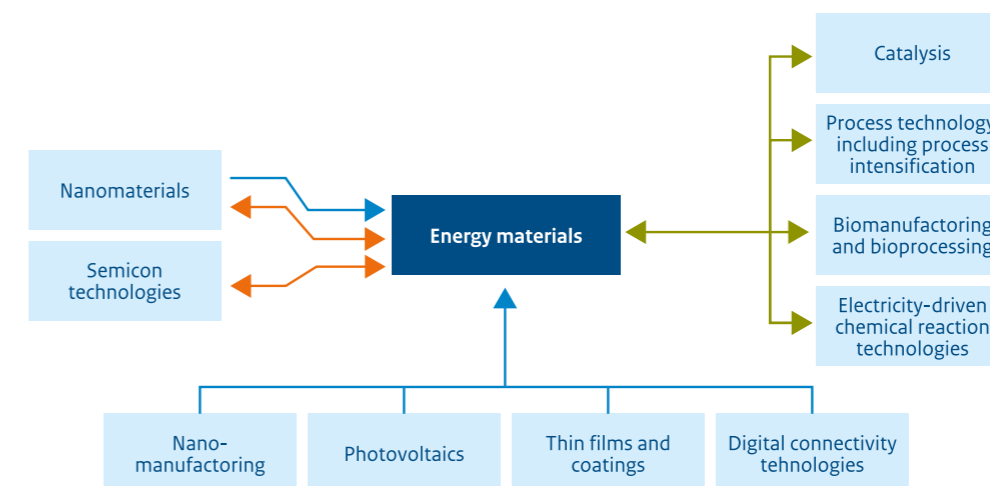 Catalysis
Process technology
including process
intensification
Nanomaterials
Energy materials
Biomanufactoring
and bioprocessing
Semicon
technologies
Electricity-driven
chemical reaction
technologies
Nano-
manufactoring
Photovoltaics
Thin films and
coatings
Digital connectivity
tehnologies